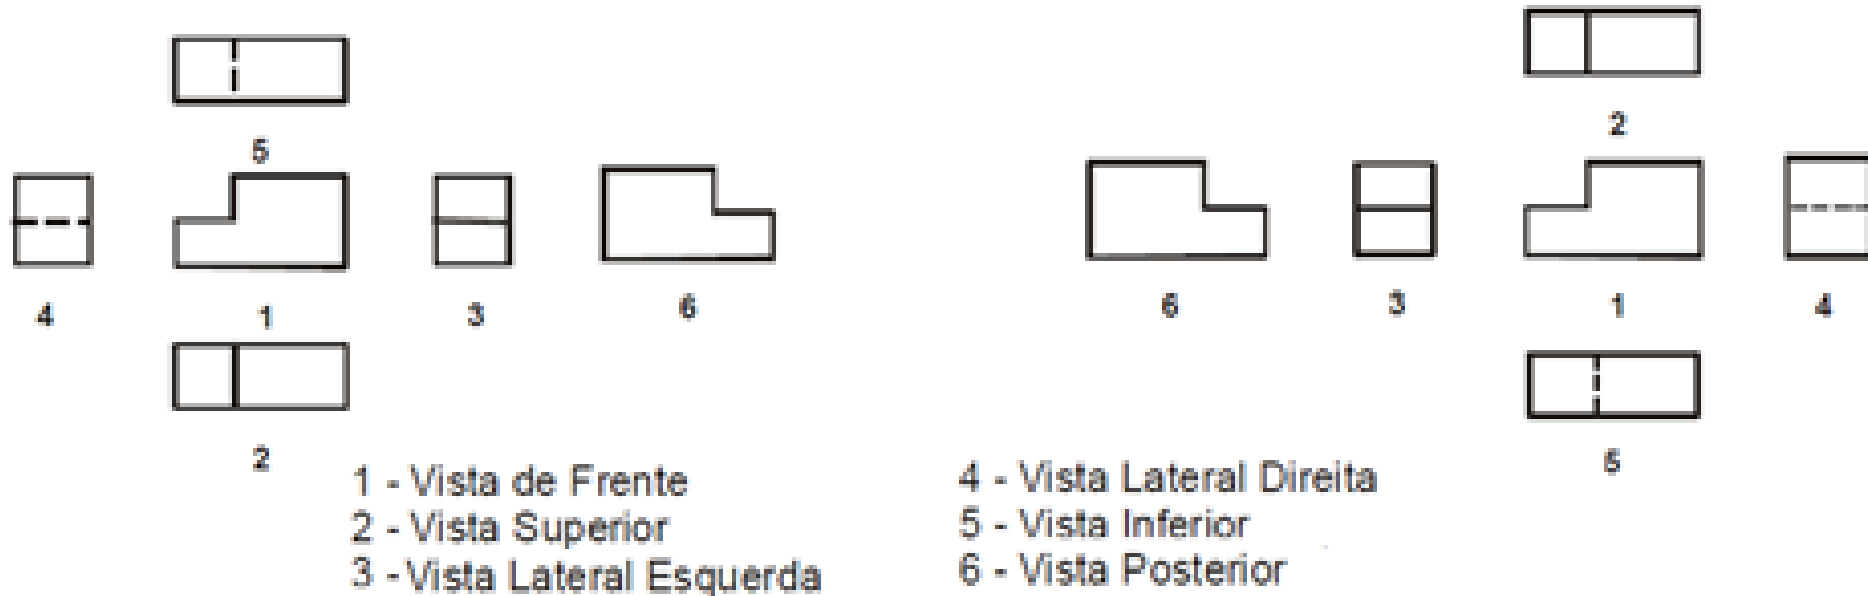 2
5
4 1 3 6
6 3 1 4
2
5
1 - Vista de Frente
2 - Vista Superior
3 - Vista Lateral Esquerda
4 - Vista Lateral Direita
5 - Vista Inferior
6 - Vista Posterior